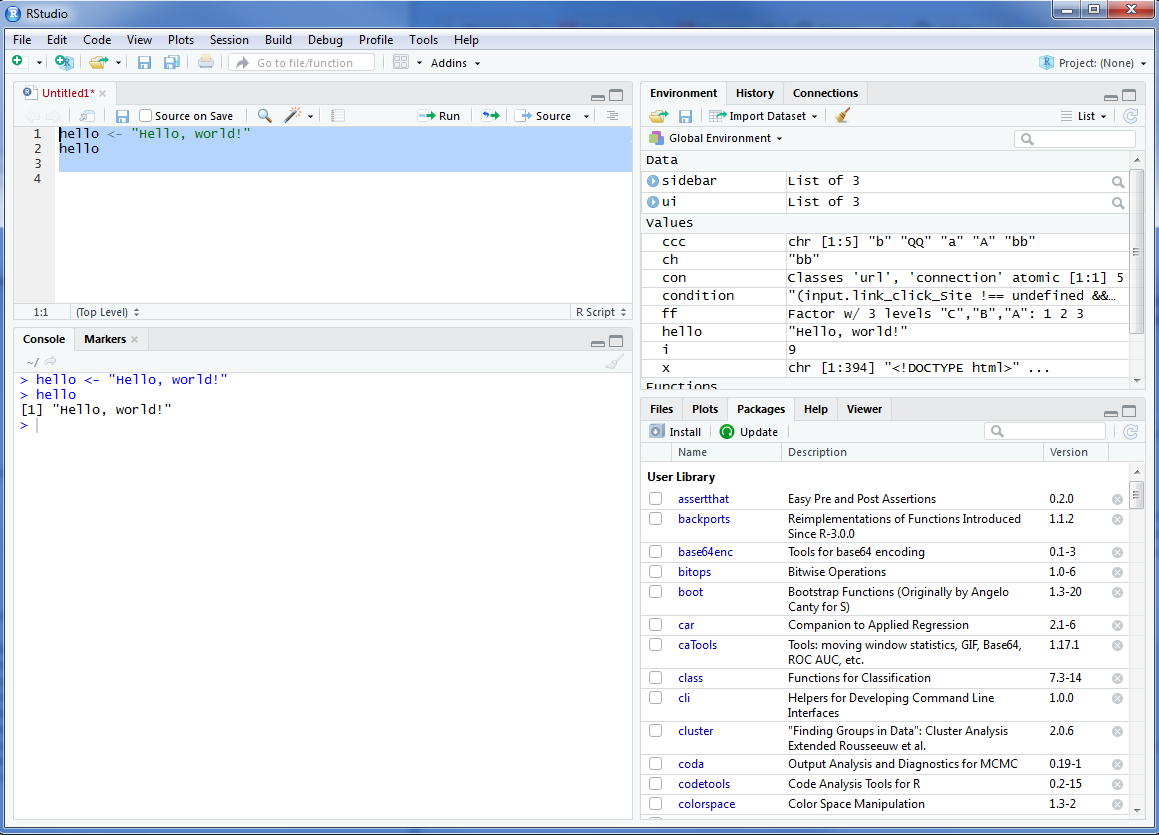 RStudio
File Edit Code View Plots Session Build Debug Profile Tools Help
Go to file/function Addins Project: (None)
Untitled1*
Source on Save Run Source
1 hello <- "Hello, world!"
2 hello
3
4
1:1 (Top Level) R Script
Console Markers
~/
> hello <- "Hello, world!"
> hello
[1] "Hello, world!"
>
Environment History Connections
Import Dataset List
Global Environment
Data
sidebar List of 3
ui List of 3
Values
ccc chr [1:5] "b" "QQ" "a" "A" "bb"
ch "bb"
con Classes 'url', 'connection' atomic [1:1] 5
condition "(input.link_click_Site !== undefined &&…
ff Factor w/ 3 levels "C","B","A": 1 2 3
hello "Hello, world!"
i 9
x chr [1:394] "<!DOCTYPE html>" ...
Functions
Files Plots Packages Help Viewer
Install Update
Name Description Version
User Library
assertthat Easy Pre and Post Assertions 0.2.0
backports Reimplementations of Functions Introduced 1.1.2
Since R-3.0.0
base64enc Tools for base64 encoding 0.1-3
bitops Bitwise Operations 1.0-6
boot Bootstrap Functions (Originally by Angelo 1.3-20
Canty for S)
car Companion to Applied Regression 2.1-6
caTools Tools: moving window statistics, GIF, Base64, 1.17.1
ROC AUC, etc.
class Functions for Classification 7.3-14
cli Helpers for Developing Command Line 1.0.0
Interfaces
cluster "Finding Groups in Data": Cluster Analysis 2.0.6
Extended Rousseeuw et al.
coda Output Analysis and Diagnostics for MCMC 0.19-1
codetools Code Analysis Tools for R 0.2-15
colorspace Color Space Manipulation 1.3-2